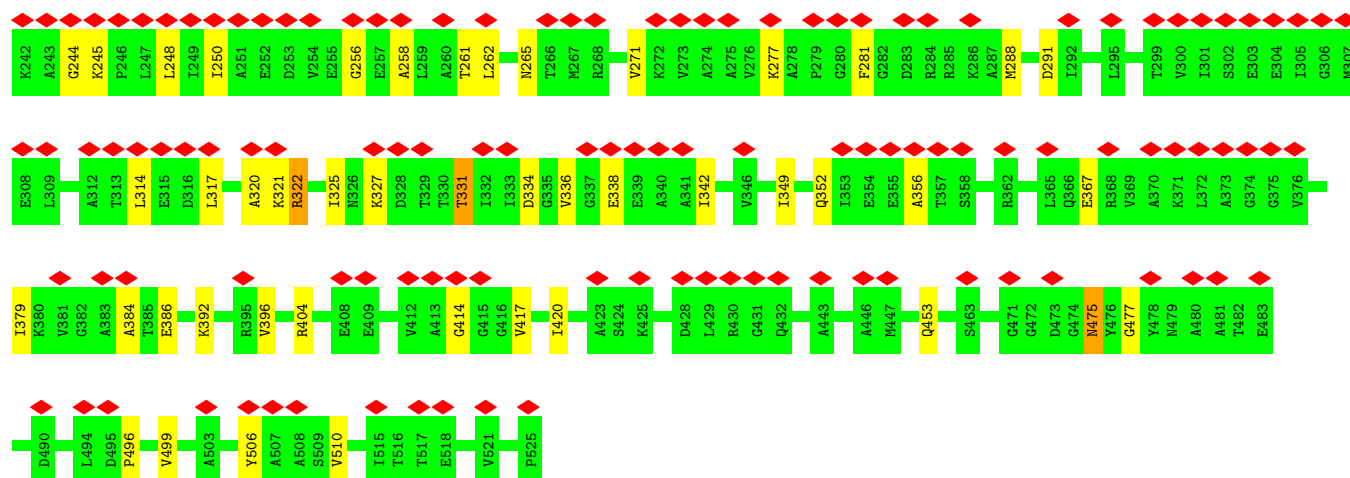 K242 A243 G244 K245 P246 L247 L248 I249 I250 A251 E252 D253 V254 E255 G256 E257 A258 L259 A260 T261 L262 N265 T266 M267 R268 V271 K272 V273 A274 A275 V276 K277 A278 P279 G280 F281 G282 D283 R284 R285 K286 A287 M288 D291 I292 L295 T299 V300 I301 S302 E303 E304 I305 G306 M307
E308 L309 A312 T313 L314 E315 D316 L317 A320 K321 R322 I325 N326 K327 D328 T329 T330 T331 I332 I333 D334 G335 V336 G337 E338 E339 A340 A341 I342 V346 I349 Q352 I353 E354 E355 A356 T357 S358 R362 L365 Q366 E367 R368 V369 A370 K371 L372 A373 G374 G375 V376
I379 K380 V381 G382 A383 A384 T385 E386 K392 R395 V396 R404 E408 E409 V412 A413 G414 G415 G416 V417 I420 A423 S424 K425 D428 L429 R430 G431 Q432 A443 A446 M447 Q453 S463 G471 G472 D473 G474 N475 Y476 G477 Y478 N479 A480 A481 T482 E483
D490 L494 D495 P496 V499 A503 Y506 A507 A508 S509 V510 I515 T516 T517 E518 V521 P525